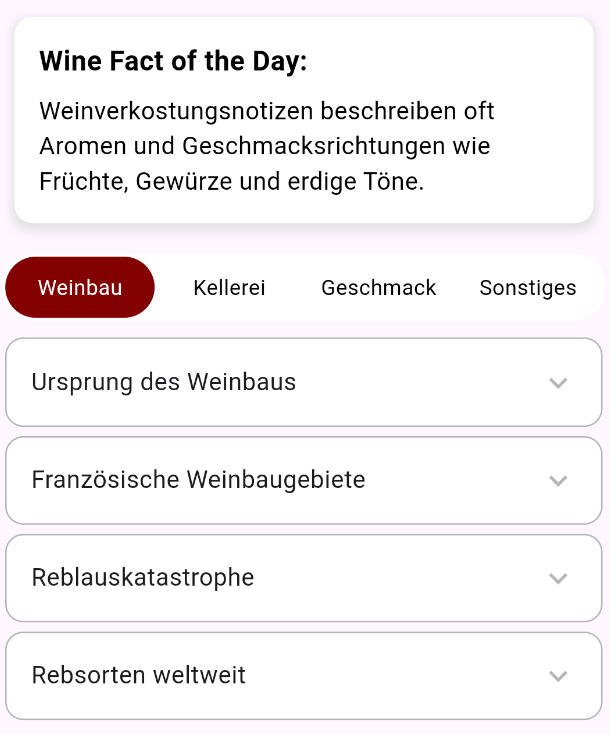 Wine Fact of the Day:
Weinverkostungsnotizen beschreiben oft
Aromen und Geschmacksrichtungen wie
Früchte, Gewürze und erdige Töne.
Weinbau Kellerei Geschmack Sonstiges
Ursprung des Weinbaus
Französische Weinbaugebiete
Reblauskatastrophe
Rebsorten weltweit